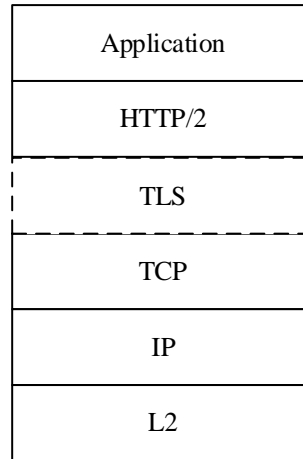 Application
HTTP/2
TLS
TCP
IP
L2